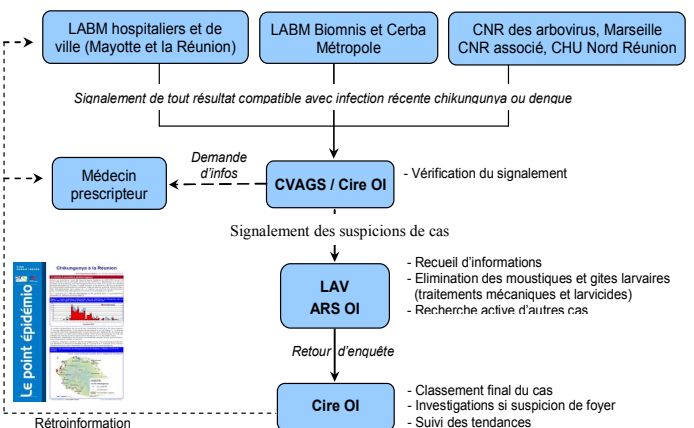 LABM hospitaliers et de
ville (Mayotte et la Réunion)
LABM Biomnis et Cerba
Métropole
CNR des arbovirus, Marseille
CNR associé, CHU Nord Réunion
Signalement de tout résultat compatible avec infection récente chikungunya ou dengue
Demande
d'infos
Médecin
prescripteur
CVAGS / Cire OI
- Vérification du signalement
Signalement des suspicions de cas
LAV
ARS OI
- Recueil d'informations
- Elimination des moustiques et gites larvaires
(traitements mécaniques et larvicides)
- Recherche active d'autres cas
Le point épidémio
Chikungunya à la Réunion
Retour d'enquête
Cire OI
- Classement final du cas
- Investigations si suspicion de foyer
- Suivi des tendances
Rétroinformation